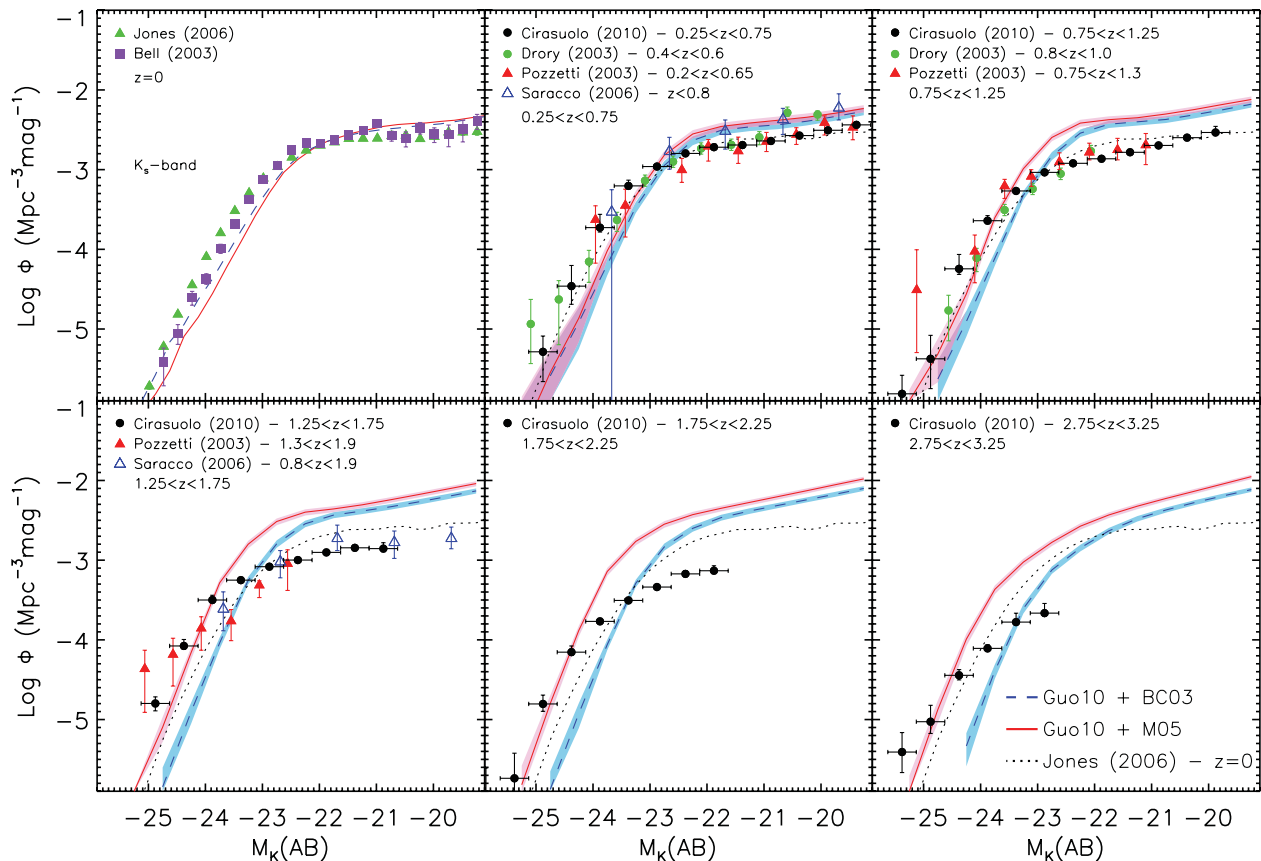 Log Φ (Mpc⁻³mag⁻¹)
−1
−2
−3
−4
−5
Jones (2006)
Bell (2003)
z=0
Kₛ−band
Cirasuolo (2010) − 0.25<z<0.75
Drory (2003) − 0.4<z<0.6
Pozzetti (2003) − 0.2<z<0.65
Saracco (2006) − z<0.8
0.25<z<0.75
Cirasuolo (2010) − 0.75<z<1.25
Drory (2003) − 0.8<z<1.0
Pozzetti (2003) − 0.75<z<1.3
0.75<z<1.25
Log Φ (Mpc⁻³mag⁻¹)
−1
−2
−3
−4
−5
Cirasuolo (2010) − 1.25<z<1.75
Pozzetti (2003) − 1.3<z<1.9
Saracco (2006) − 0.8<z<1.9
1.25<z<1.75
Cirasuolo (2010) − 1.75<z<2.25
1.75<z<2.25
Cirasuolo (2010) − 2.75<z<3.25
2.75<z<3.25
Guo10 + BC03
Guo10 + M05
Jones (2006) − z=0
−25 −24 −23 −22 −21 −20
−25 −24 −23 −22 −21 −20
−25 −24 −23 −22 −21 −20
M_K(AB)
M_K(AB)
M_K(AB)